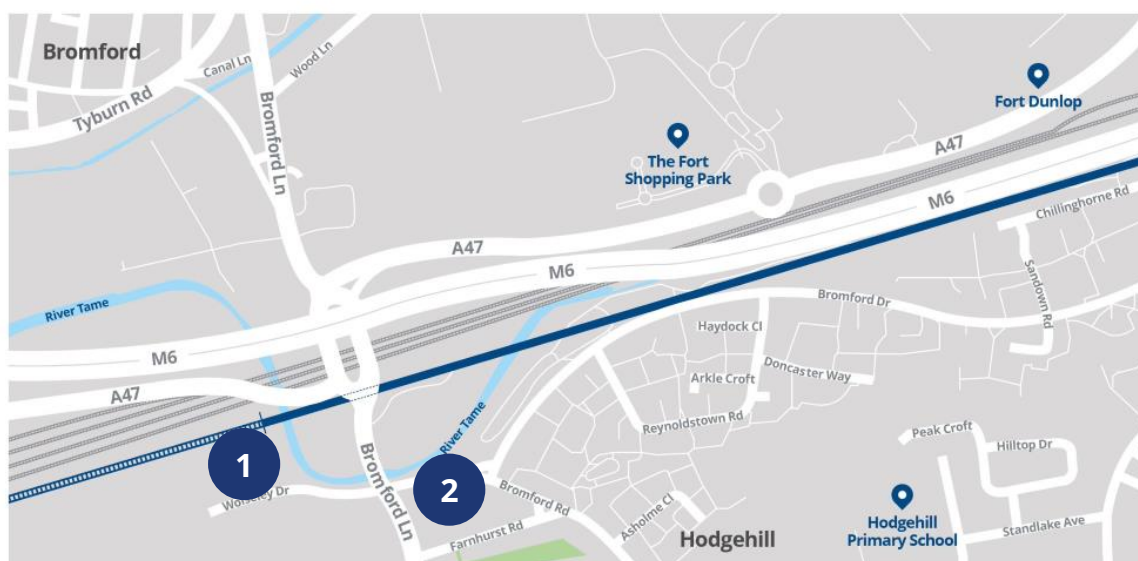 Bromford
Canal Ln
Wood Ln
Tyburn Rd
Bromford Ln
Fort Dunlop
The Fort
Shopping Park
A47
M6
Chillinghorne Rd
A47
M6
River Tame
Sandown Rd
Bromford Dr
Haydock Cl
M6
Doncaster Way
Arkle Croft
A47
Reynoldstown Rd
River Tame
Peak Croft
Hilltop Dr
1
Bromford Ln
2
Wolseley Dr
Bromford Rd
Asholme Cl
Farnhurst Rd
Hodgehill
Hodgehill
Primary School
Standlake Ave